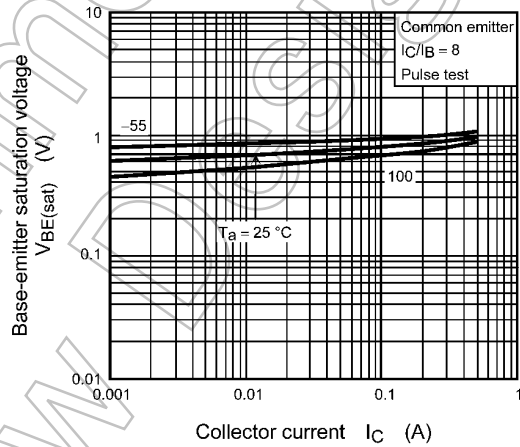 10
Common emitter
IC/IB = 8
Pulse test
−55
1
100
Ta = 25 °C
0.1
0.01
0.001
0.01
0.1
1
Base-emitter saturation voltage
VBE(sat) (V)
Collector current IC (A)